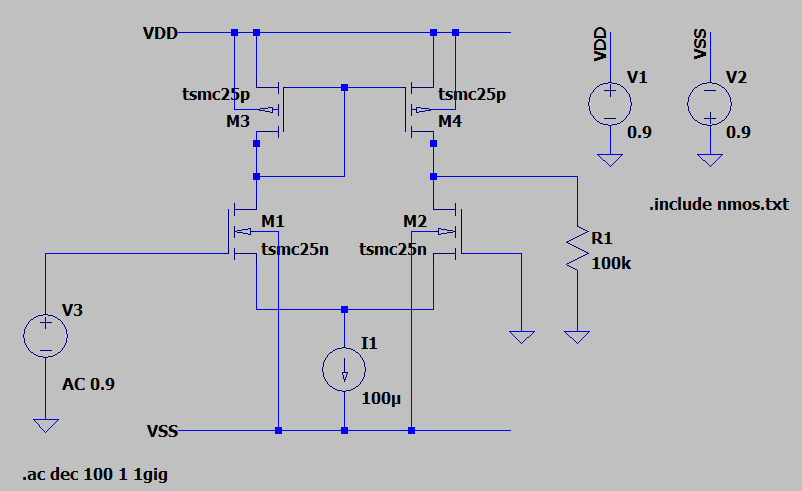 VDD
VDD
VSS
tsmc25p
tsmc25p
V1
V2
M3
M4
0.9
0.9
.include nmos.txt
M1
M2
tsmc25n
tsmc25n
R1
100k
V3
I1
AC 0.9
100µ
VSS
.ac dec 100 1 1gig